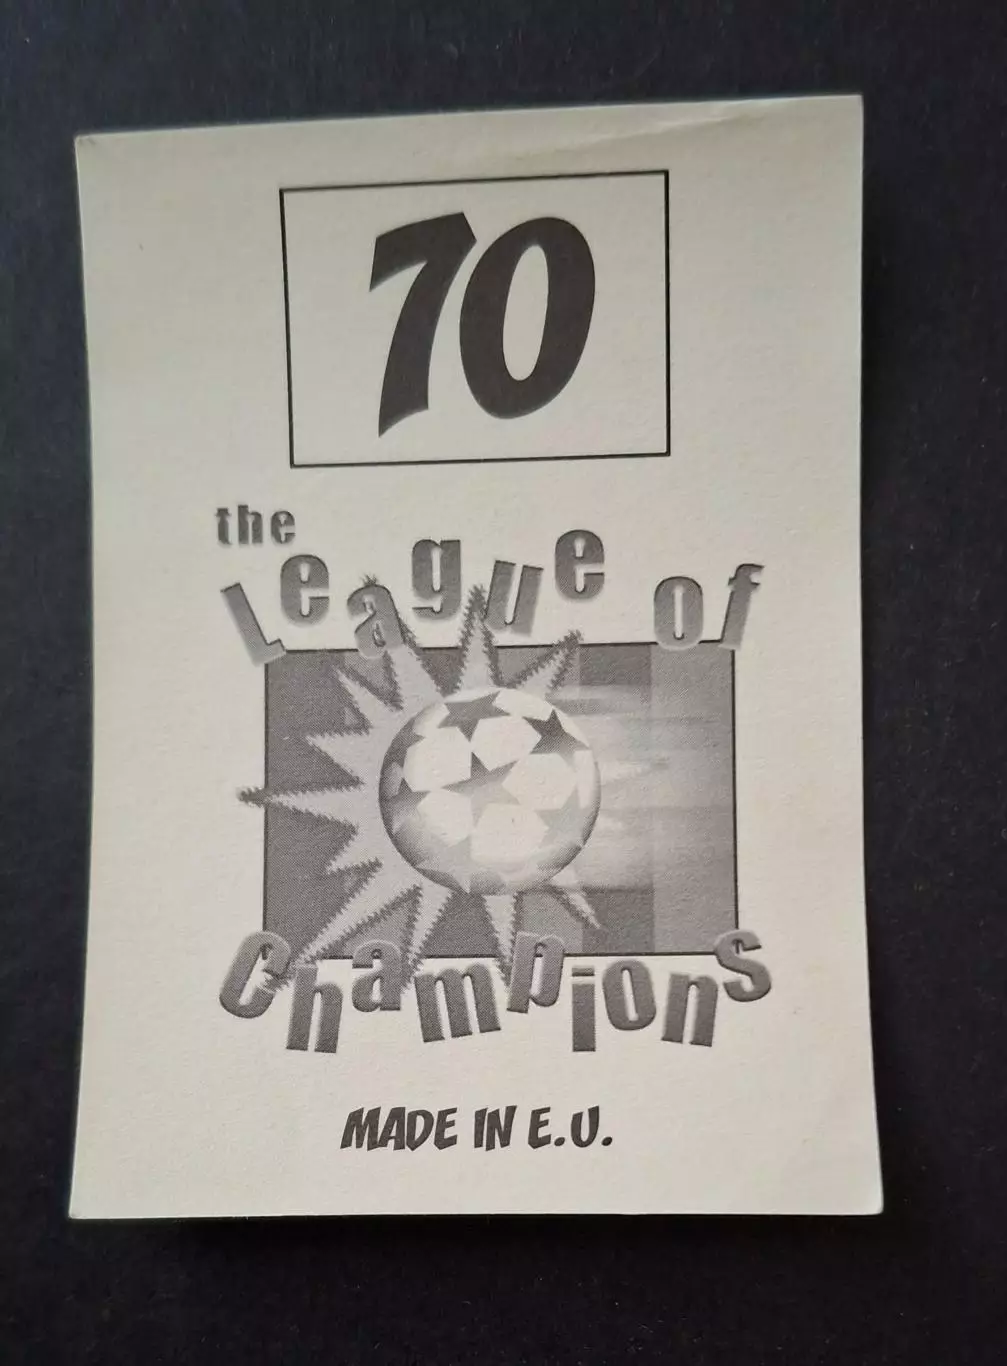 70
the
League of
Champions
MADE IN E.U.